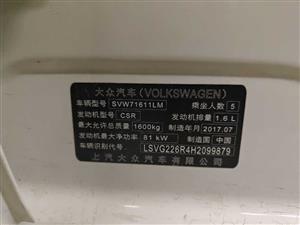 大众汽车(VOLKSWAGEN)
车辆型号 SVW71611LM 乘坐人数 5
发动机型号 CSR 发动机排量 1.6 L
最大允许总质量 1600kg 制造年月 2017.07
发动机最大净功率 81 kW 制造国 中国
车辆识别代号: LSVG226R4H2099879
上汽大众汽车有限公司